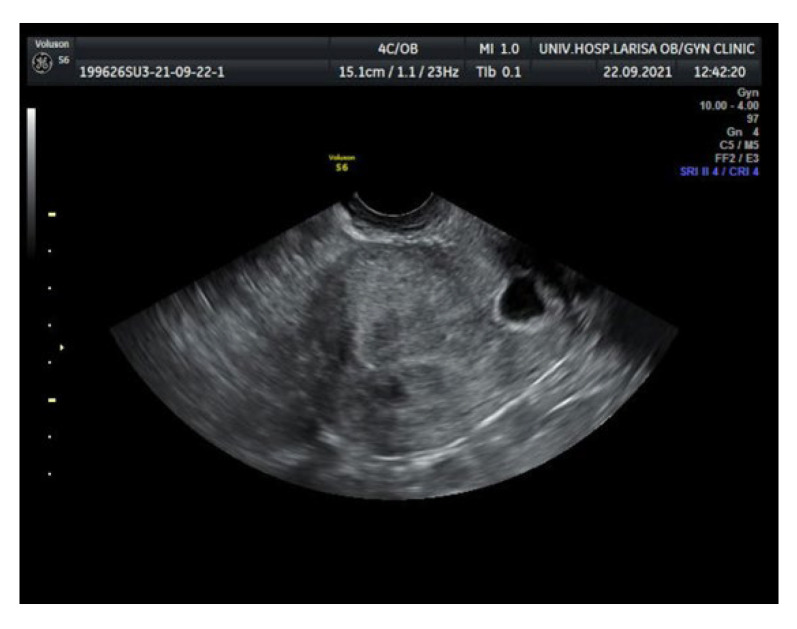 Voluson
S6
4C/OB MI 1.0 UNIV.HOSP.LARISA OB/GYN CLINIC
199626SU3-21-09-22-1 15.1cm / 1.1 / 23Hz TIb 0.1 22.09.2021 12:42:20
Gyn
10.00 - 4.00
97
Gn 4
C5 / M5
FF2 / E3
SRI II 4 / CRI 4
Voluson
S6